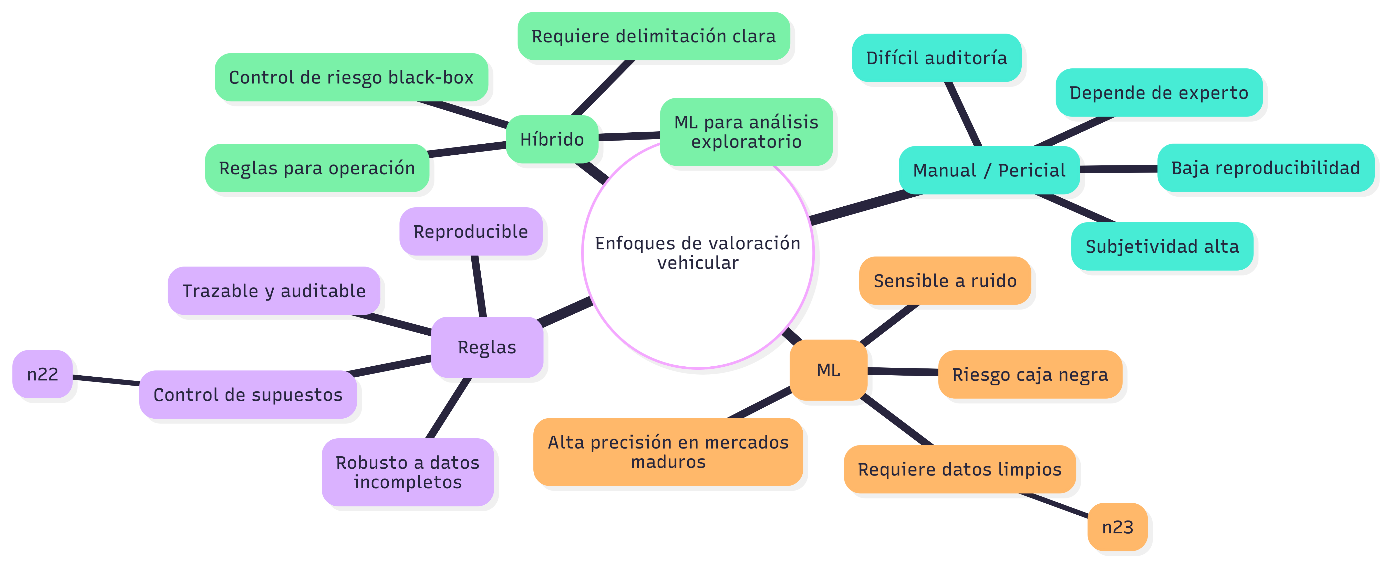 Requiere delimitación clara
Control de riesgo black-box
Híbrido
ML para análisis
exploratorio
Reglas para operación
Difícil auditoría
Depende de experto
Manual / Pericial
Baja reproducibilidad
Subjetividad alta
Enfoques de valoración
vehicular
Reproducible
Trazable y auditable
Reglas
n22
Control de supuestos
Robusto a datos
incompletos
Sensible a ruido
ML
Riesgo caja negra
Alta precisión en mercados
maduros
Requiere datos limpios
n23